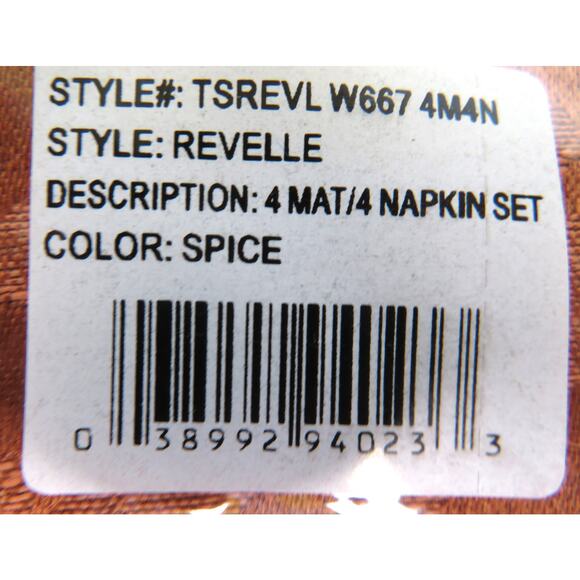 STYLE#: TSREVL W667 4M4N
STYLE: REVELLE
DESCRIPTION: 4 MAT/4 NAPKIN SET
COLOR: SPICE
0 38992 94023 3